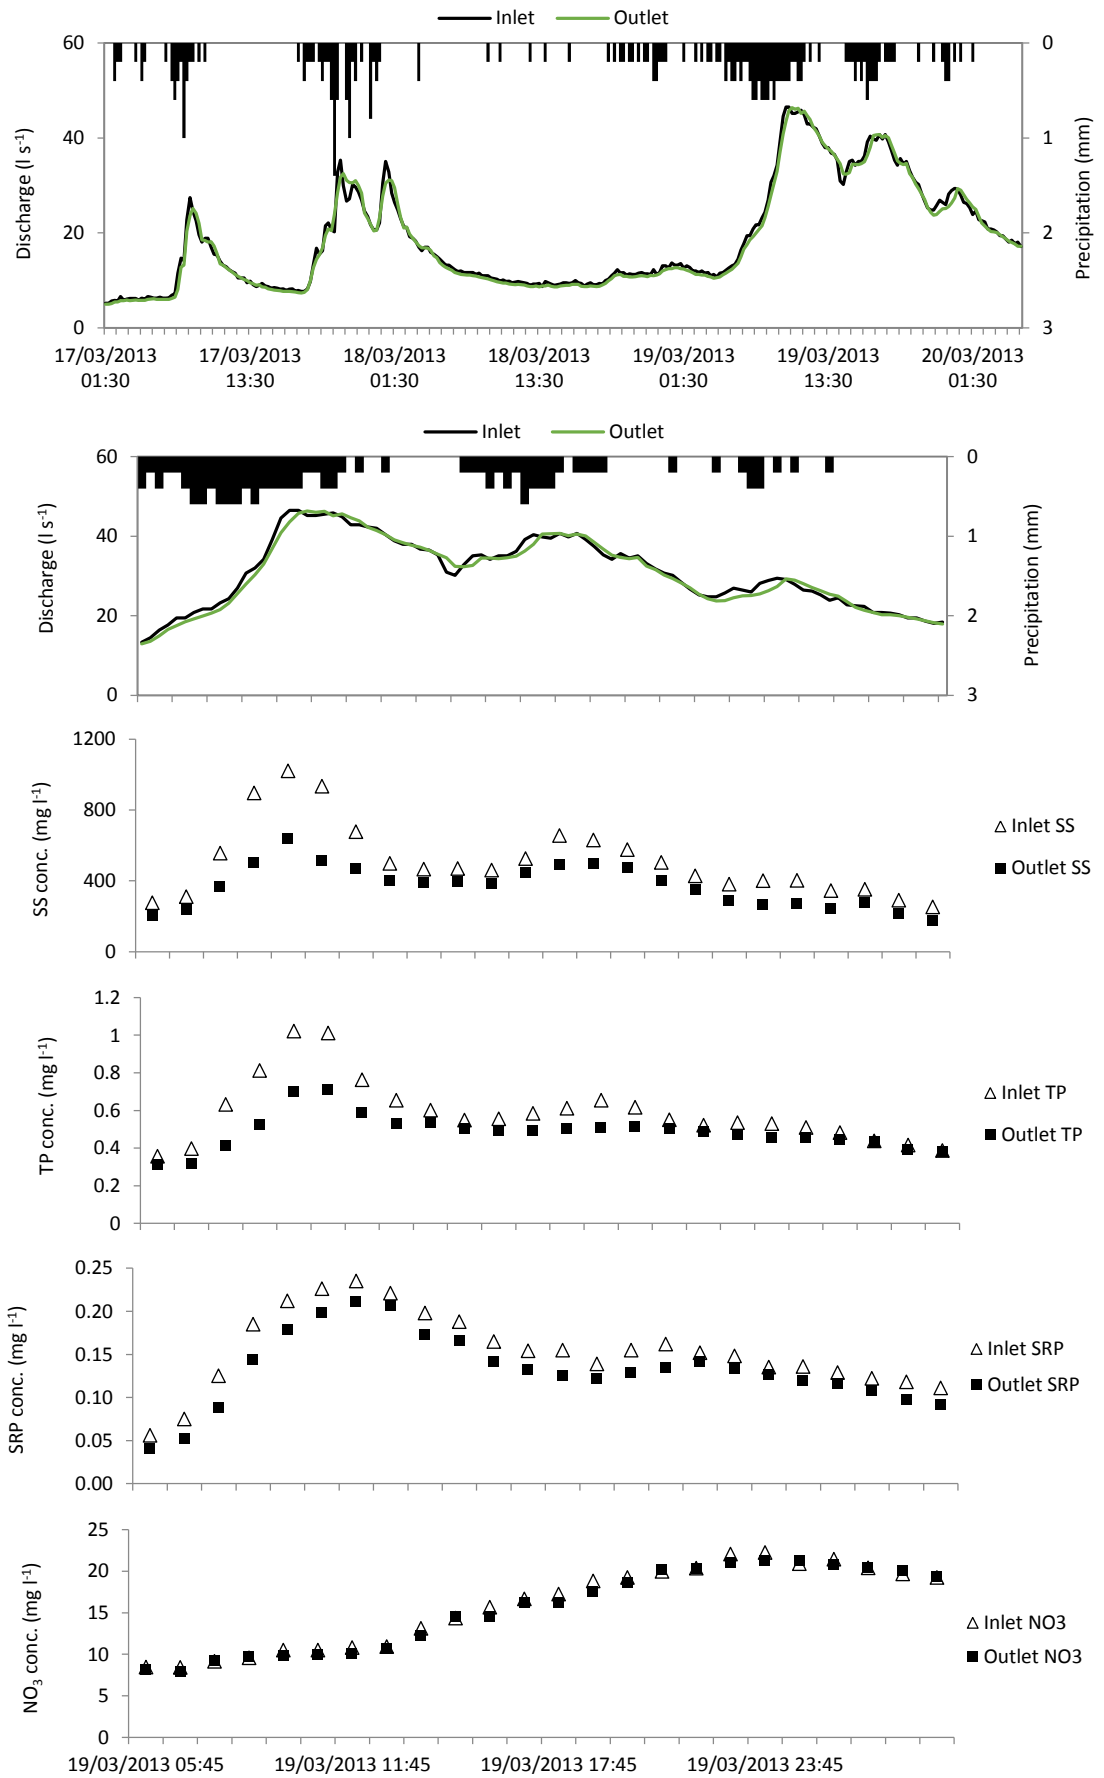 Inlet Outlet
60
40
20
0
Discharge (l s-1)
0
1
2
3
Precipitation (mm)
17/03/2013 17/03/2013 18/03/2013 18/03/2013 19/03/2013 19/03/2013 20/03/2013
01:30 13:30 01:30 13:30 01:30 13:30 01:30
Inlet Outlet
60
40
20
0
Discharge (l s-1)
0
1
2
3
Precipitation (mm)
1200
800
400
0
SS conc. (mg l-1)
Inlet SS
Outlet SS
1.2
1
0.8
0.6
0.4
0.2
0
TP conc. (mg l-1)
Inlet TP
Outlet TP
0.25
0.20
0.15
0.10
0.05
0.00
SRP conc. (mg l-1)
Inlet SRP
Outlet SRP
25
20
15
10
5
0
NO3 conc. (mg l-1)
Inlet NO3
Outlet NO3
19/03/2013 05:45 19/03/2013 11:45 19/03/2013 17:45 19/03/2013 23:45